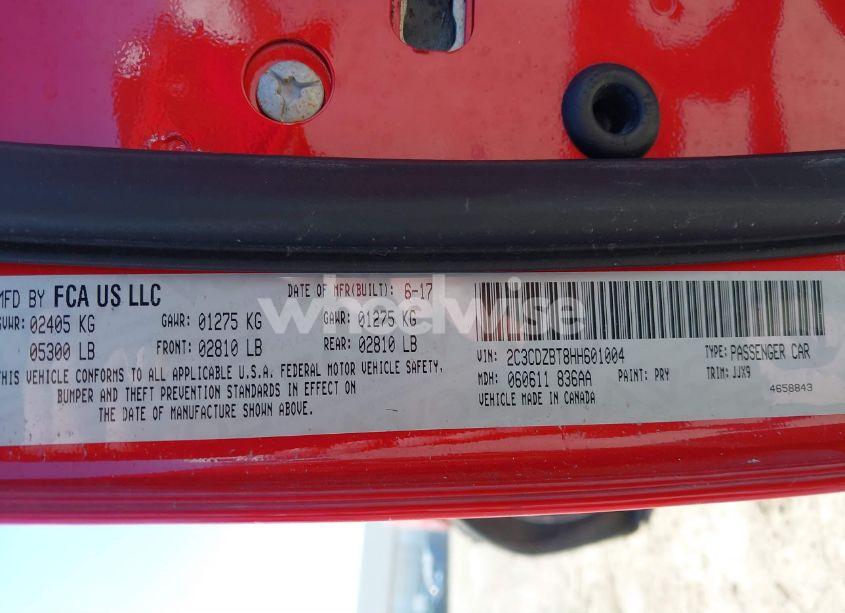 MFD BY FCA US LLC DATE OF MFR(BUILT): 6-17
GVWR: 02405 KG GAWR: 01275 KG GAWR: 01275 KG
05300 LB FRONT: 02810 LB REAR: 02810 LB
THIS VEHICLE CONFORMS TO ALL APPLICABLE U.S.A. FEDERAL MOTOR VEHICLE SAFETY,
BUMPER AND THEFT PREVENTION STANDARDS IN EFFECT ON
THE DATE OF MANUFACTURE SHOWN ABOVE.
VIN: 2C3CDZBT8HH601004 TYPE: PASSENGER CAR
MDH: 060611 836AA PAINT: PRY TRIM: JJX9
VEHICLE MADE IN CANADA 4658843
wheelwise